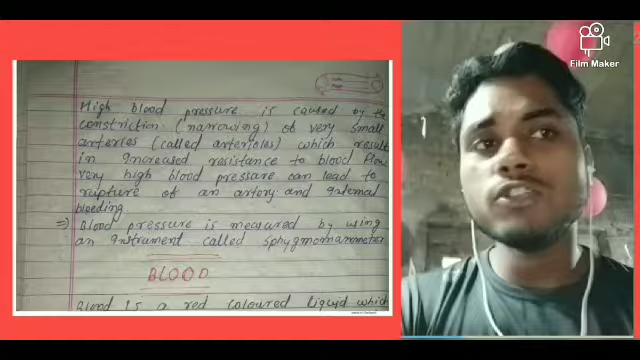 High blood pressure is caused by the
constriction (narrowing) of very small
arteries (called arterioles) which result
in increased resistance to blood flow
very high blood pressure can lead to
rupture of an artery and internal
bleeding.
⇒ Blood pressure is measured by using
an instrument called sphygmomanometer
BLOOD
Blood is a red coloured liquid which
Film Maker